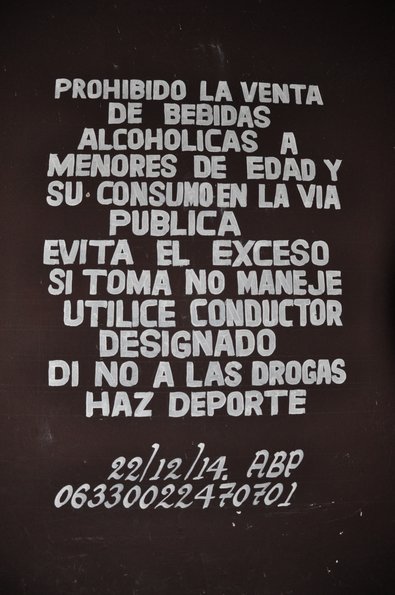 PROHIBIDO LA VENTA
DE BEBIDAS
ALCOHOLICAS A
MENORES DE EDAD Y
SU CONSUMO EN LA VIA
PUBLICA
EVITA EL EXCESO
SI TOMA NO MANEJE
UTILICE CONDUCTOR
DESIGNADO
DI NO A LAS DROGAS
HAZ DEPORTE
22/12/14. ABP
06330022470701